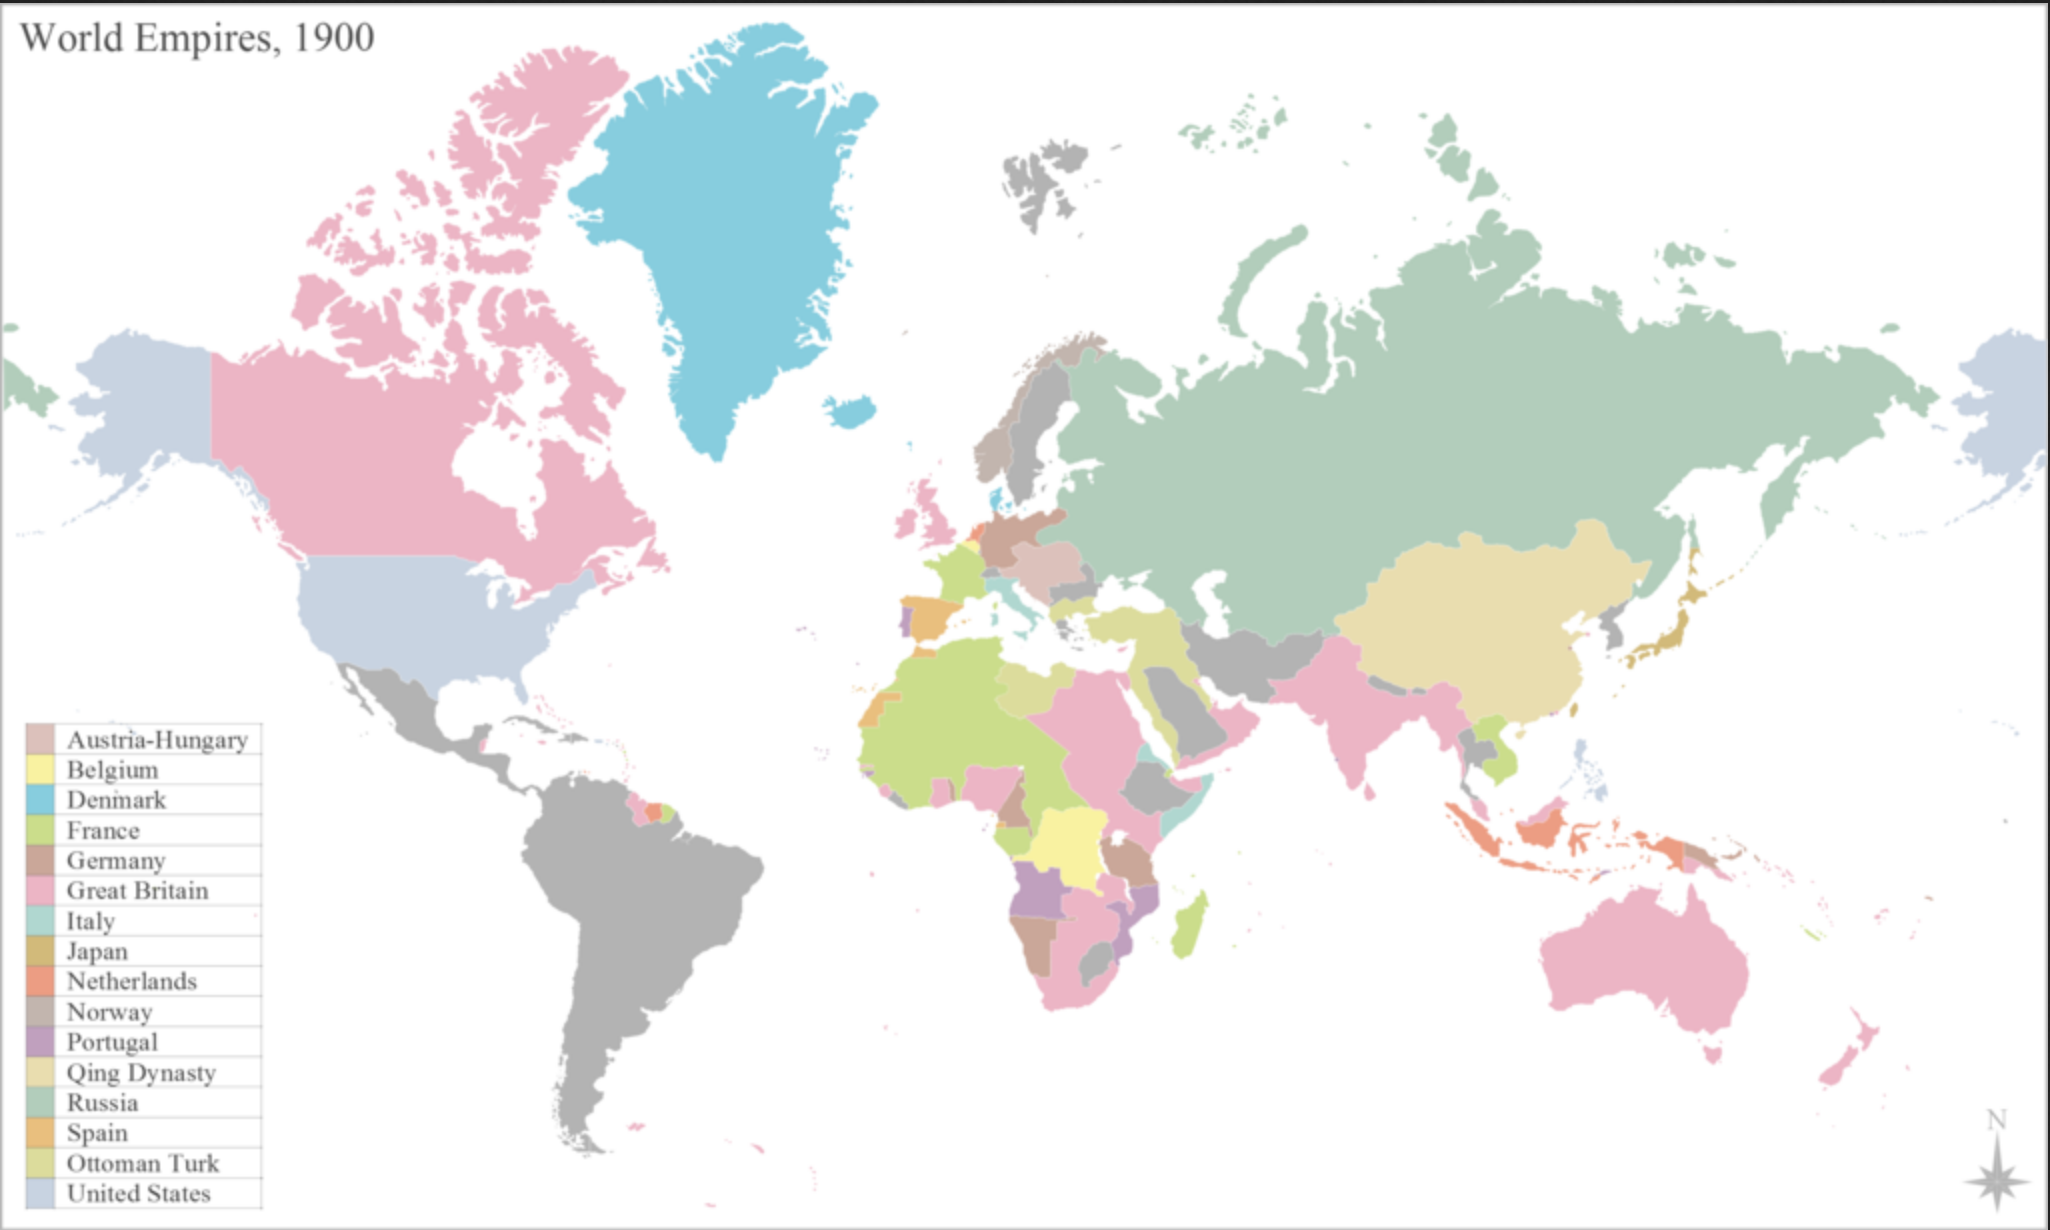 World Empires, 1900
Austria-Hungary
Belgium
Denmark
France
Germany
Great Britain
Italy
Japan
Netherlands
Norway
Portugal
Qing Dynasty
Russia
Spain
Ottoman Turk
United States
N